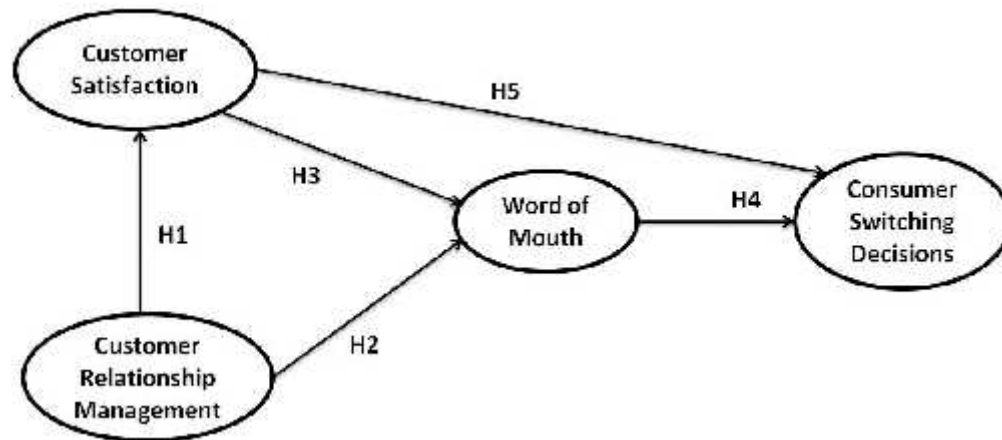 Customer
Satisfaction
H5
H3
Word of
Mouth
H4
Consumer
Switching
Decisions
H1
H2
Customer
Relationship
Management